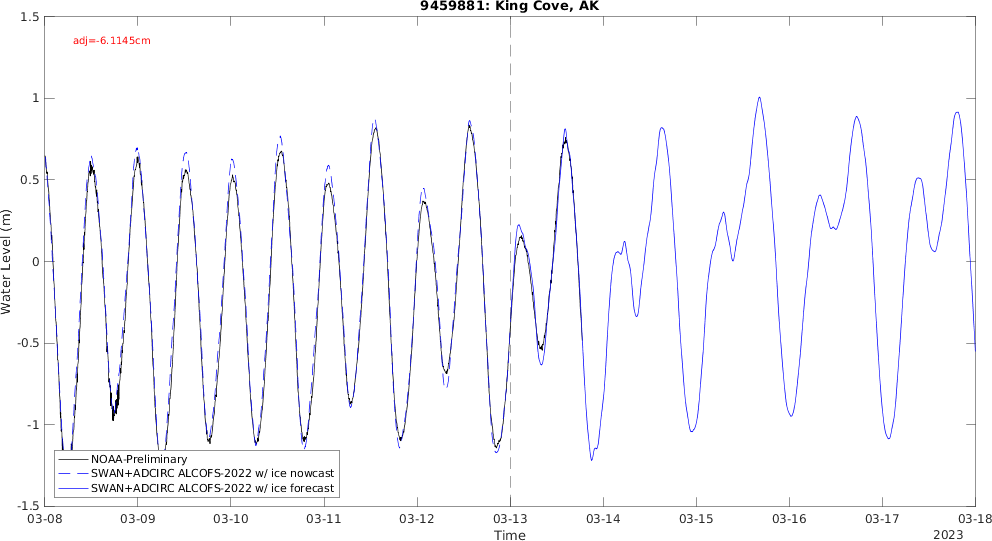 9459881: King Cove, AK
adj=-6.1145cm
Water Level (m)
1.5
1
0.5
0
-0.5
-1
-1.5
NOAA-Preliminary
SWAN+ADCIRC ALCOFS-2022 w/ ice nowcast
SWAN+ADCIRC ALCOFS-2022 w/ ice forecast
03-08 03-09 03-10 03-11 03-12 03-13 03-14 03-15 03-16 03-17 03-18
Time
2023